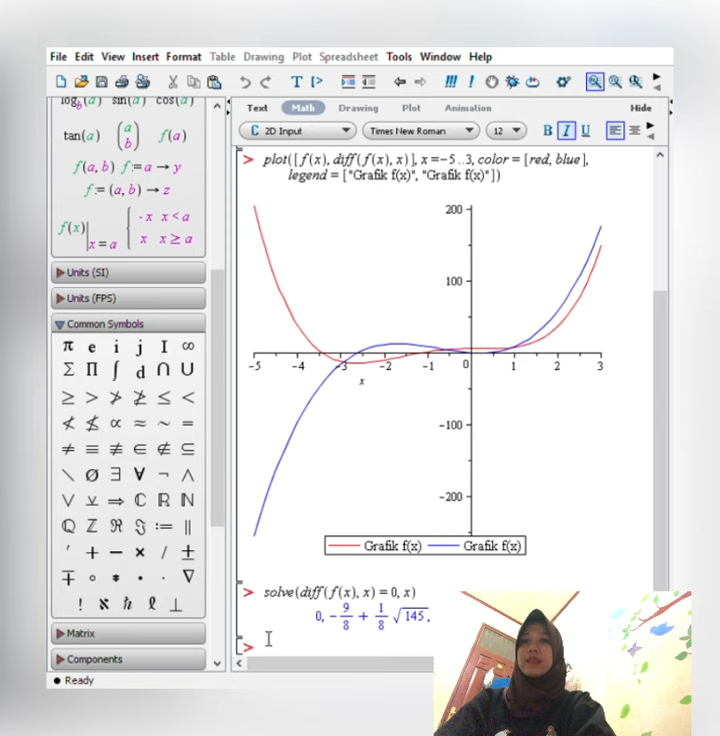 File Edit View Insert Format Table Drawing Plot Spreadsheet Tools Window Help
Text Math Drawing Plot Animation Hide
C 2D Input Times New Roman 12 B I U
sin(a) cos(a)
tan(a) (a b) f(a)
f(a, b) f:=a→y
f:=(a, b)→z
f(x)|x=a { -x x<a
x x≥a
Units (SI)
Units (FPS)
Common Symbols
π e i j I ∞
Σ Π ∫ d ∩ ∪
≥ > ≯ ≱ ≤ <
≮ ≰ ∝ ≈ ~ =
≠ ≡ ≢ ∈ ∉ ⊆
\ Ø ∃ ∀ ¬ ∧
∨ ⊻ ⇒ ℂ ℝ ℕ
ℚ ℤ ℜ ℑ := ∥
′ + − × / ±
∓ ∘ * · . ∇
! ℵ ℏ ℓ ⊥
Matrix
Components
Ready
> plot([f(x), diff(f(x), x)], x=-5..3, color = [red, blue],
legend = ["Grafik f(x)", "Grafik f(x)"])
200
100
-5 -4 -3 -2 -1 0 1 2 3
x
-100
-200
Grafik f(x) Grafik f(x)
> solve(diff(f(x), x) = 0, x)
0, -9/8 + 1/8 √145,
>